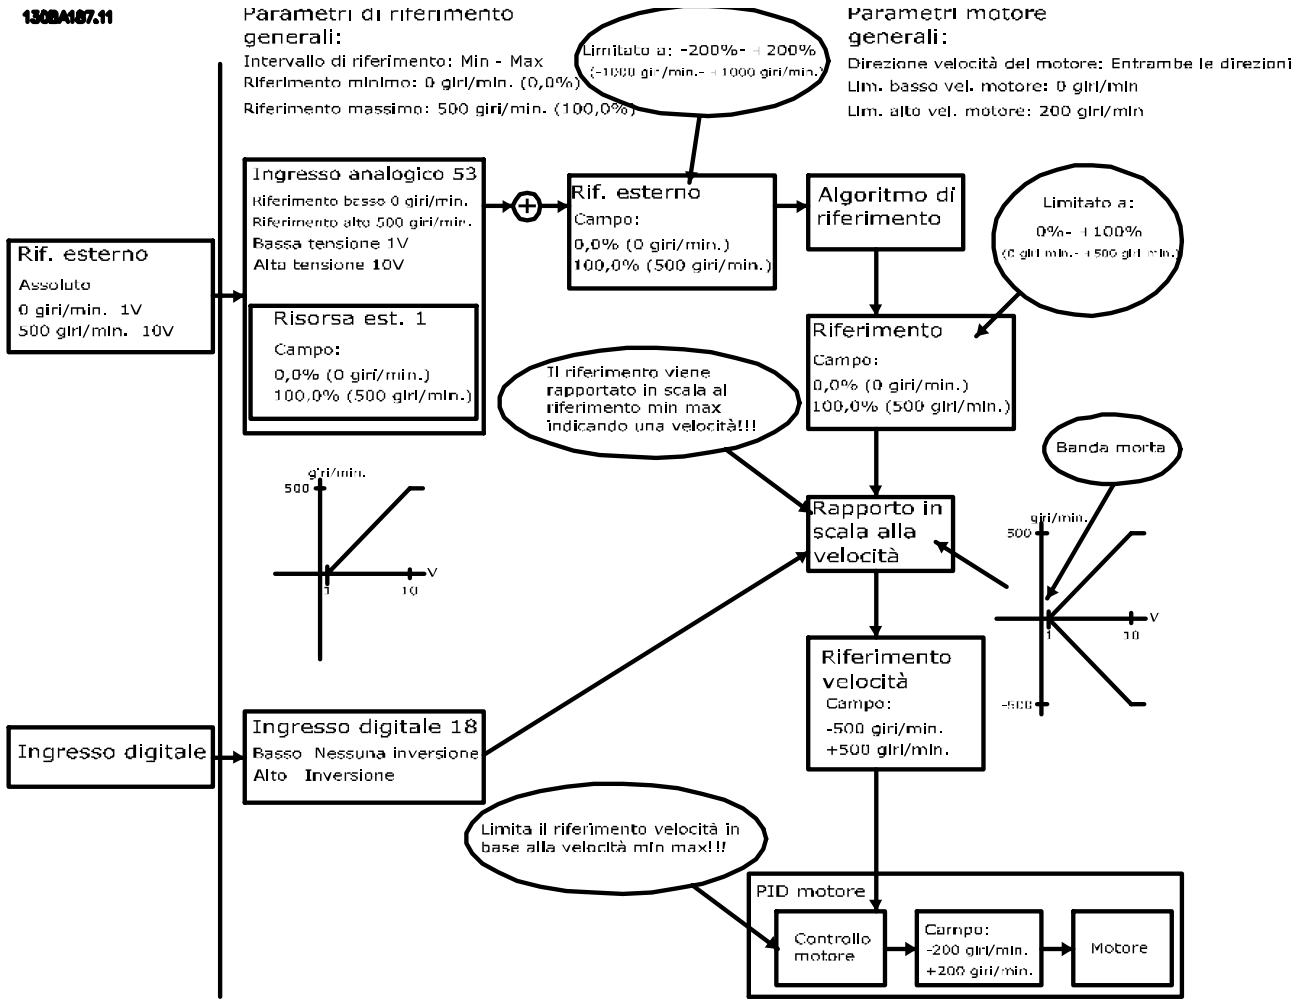 130BA187.11
Parametri di riferimento
generali:
Intervallo di riferimento: Min - Max
Riferimento minimo: 0 giri/min. (0,0%)
Riferimento massimo: 500 giri/min. (100,0%)
Limitato a: -200%- +200%
(-1000 giri/min.- +1000 giri/min.)
Parametri motore
generali:
Direzione velocità del motore: Entrambe le direzioni
Lim. basso vel. motore: 0 giri/min
Lim. alto vel. motore: 200 giri/min
Rif. esterno
Assoluto
0 giri/min. 1V
500 giri/min. 10V
Ingresso analogico 53
Riferimento basso 0 giri/min.
Riferimento alto 500 giri/min.
Bassa tensione 1V
Alta tensione 10V
Risorsa est. 1
Campo:
0,0% (0 giri/min.)
100,0% (500 giri/min.)
+
Rif. esterno
Campo:
0,0% (0 giri/min.)
100,0% (500 giri/min.)
Algoritmo di
riferimento
Limitato a:
0%- +100%
(0 giri/min.- +500 giri/min.)
Riferimento
Campo:
0,0% (0 giri/min.)
100,0% (500 giri/min.)
Il riferimento viene
rapportato in scala al
riferimento min max
indicando una velocità!!!
Banda morta
giri/min.
500
V
1
10
Rapporto in
scala alla
velocità
giri/min.
500
V
1
10
-500
Riferimento
velocità
Campo:
-500 giri/min.
+500 giri/min.
Ingresso digitale
Ingresso digitale 18
Basso Nessuna inversione
Alto Inversione
Limita il riferimento velocità in
base alla velocità min max!!!
PID motore
Controllo
motore
Campo:
-200 giri/min.
+200 giri/min.
Motore